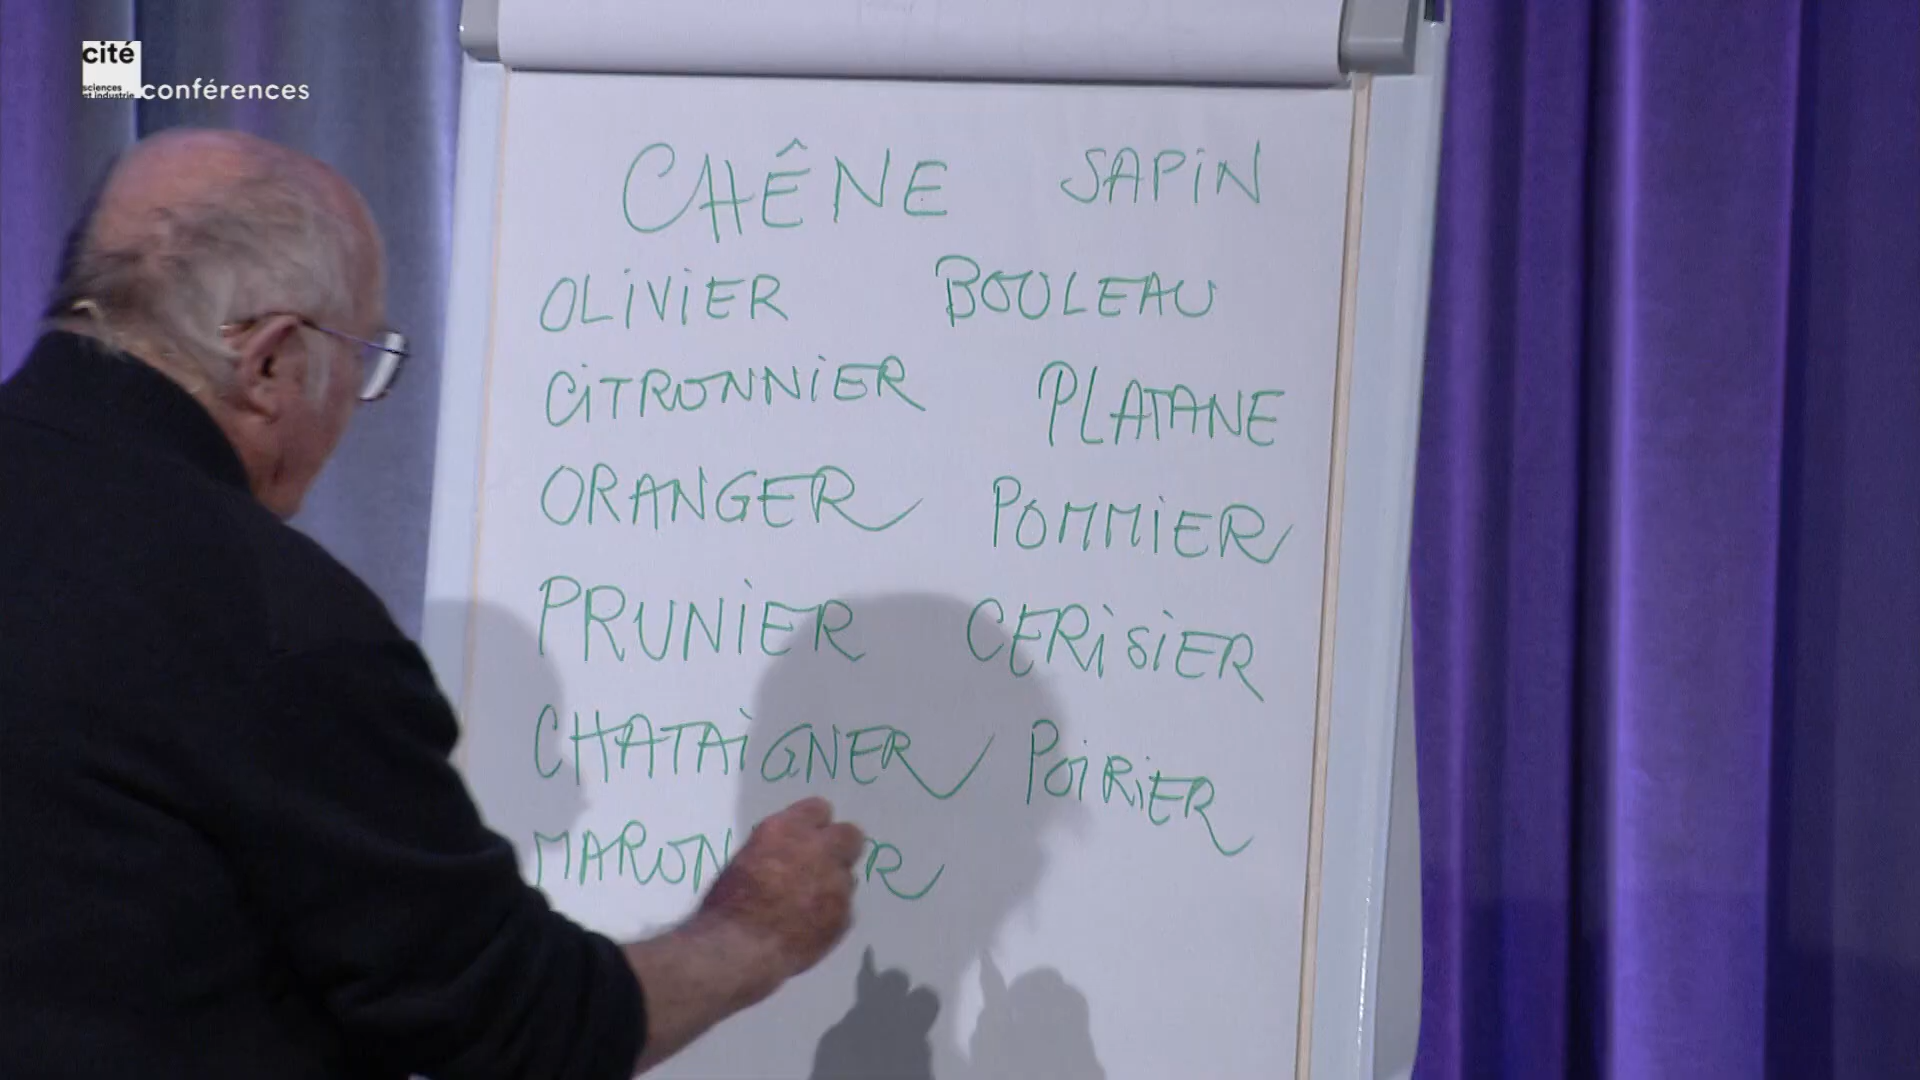 cité
sciences
et industrie
conférences
CHÊNE SAPIN
OLIVIER BOULEAU
CITRONNIER PLATANE
ORANGER POMMIER
PRUNIER CERISIER
CHATAIGNER POIRIER